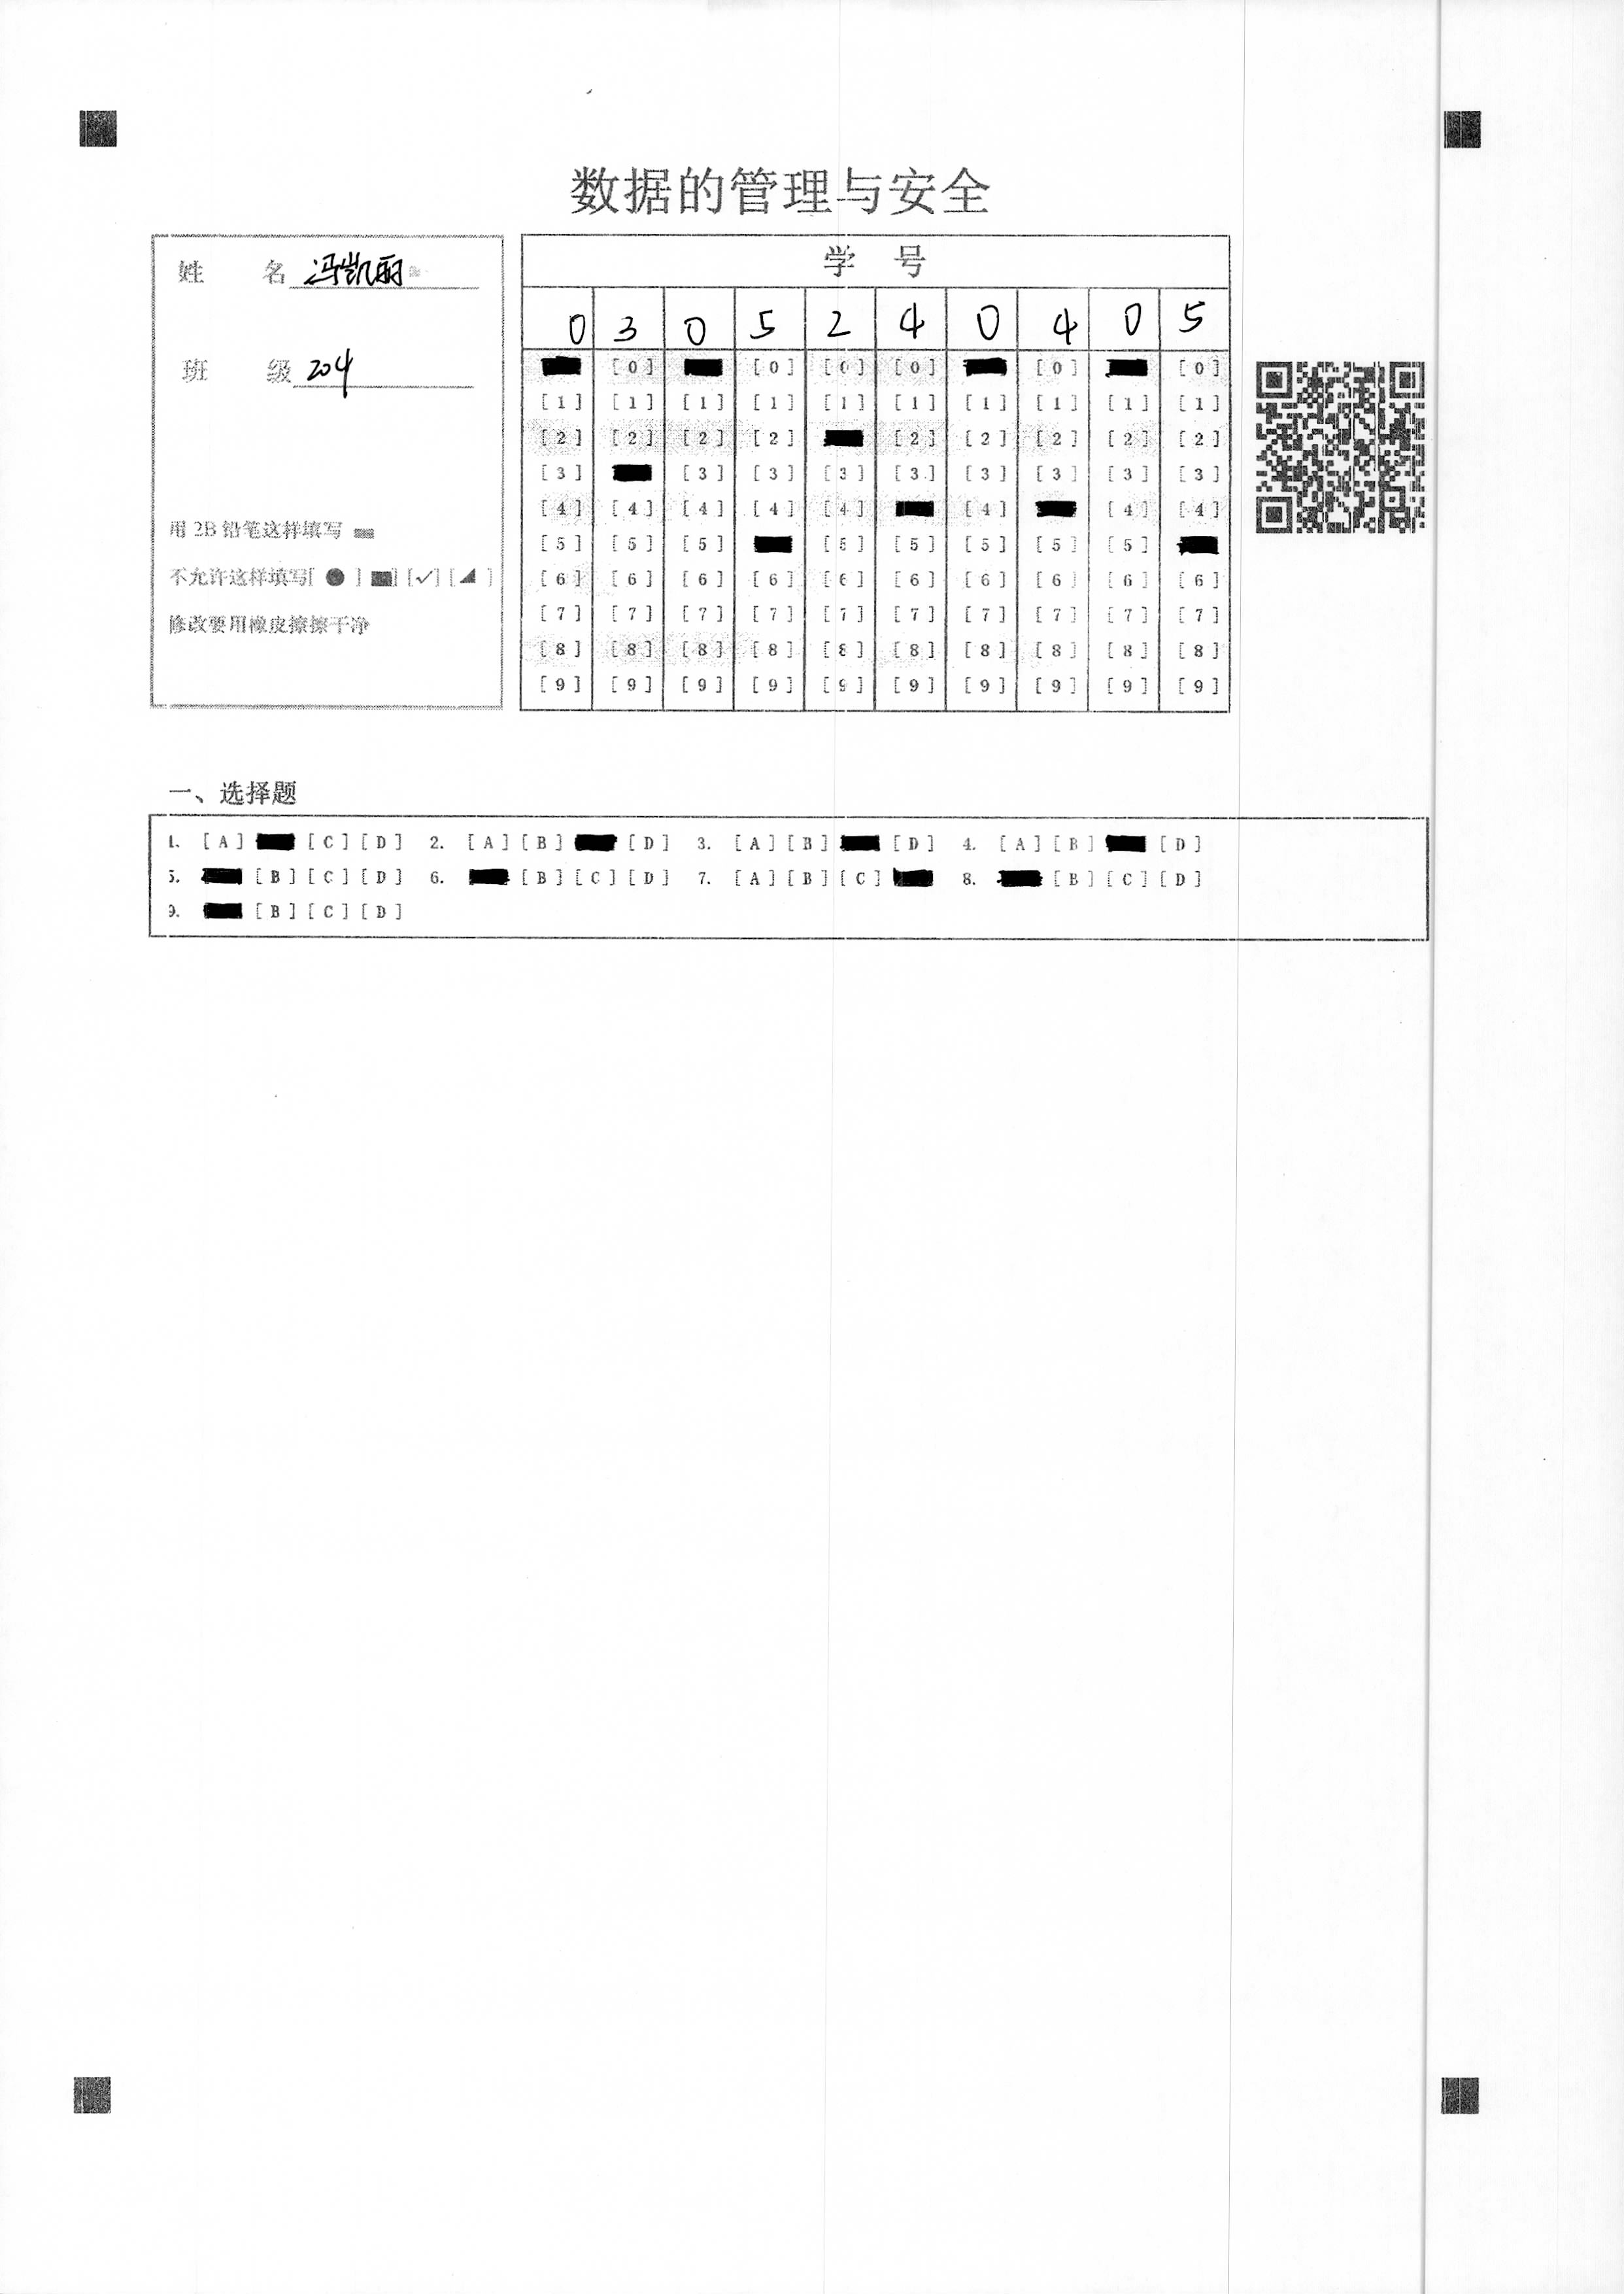 数据的管理与安全
姓 名 冯凯丽
班 级 204
用 2B 铅笔这样填写
不允许这样填写[ ● ] ■] [✓] [◢ ]
修改要用橡皮擦擦干净
学 号
0 3 0 5 2 4 0 4 0 5
[0] [0] [0] [0] [0] [0]
[1] [1] [1] [1] [1] [1] [1] [1] [1] [1]
[2] [2] [2] [2] [2] [2] [2] [2] [2]
[3] [3] [3] [3] [3] [3] [3] [3] [3]
[4] [4] [4] [4] [4] [4] [4] [4]
[5] [5] [5] [5] [5] [5] [5] [5]
[6] [6] [6] [6] [6] [6] [6] [6] [6] [6]
[7] [7] [7] [7] [7] [7] [7] [7] [7] [7]
[8] [8] [8] [8] [8] [8] [8] [8] [8] [8]
[9] [9] [9] [9] [9] [9] [9] [9] [9] [9]
一、选择题
1. [A] [C] [D] 2. [A] [B] [D] 3. [A] [B] [D] 4. [A] [B] [D]
5. [B] [C] [D] 6. [B] [C] [D] 7. [A] [B] [C] 8. [B] [C] [D]
9. [B] [C] [D]